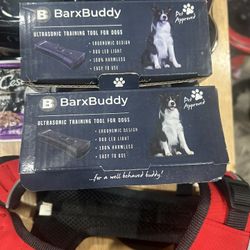 B BarxBuddy
ULTRASONIC TRAINING TOOL FOR DOGS
• ERGONOMIC DESIGN
• DUO LED LIGHT
• 100% HARMLESS
• EASY TO USE
Pet
Approved
B BarxBuddy
ULTRASONIC TRAINING TOOL FOR DOGS
• ERGONOMIC DESIGN
• DUO LED LIGHT
• 100% HARMLESS
• EASY TO USE
Pet
Approved
...for a well behaved buddy!